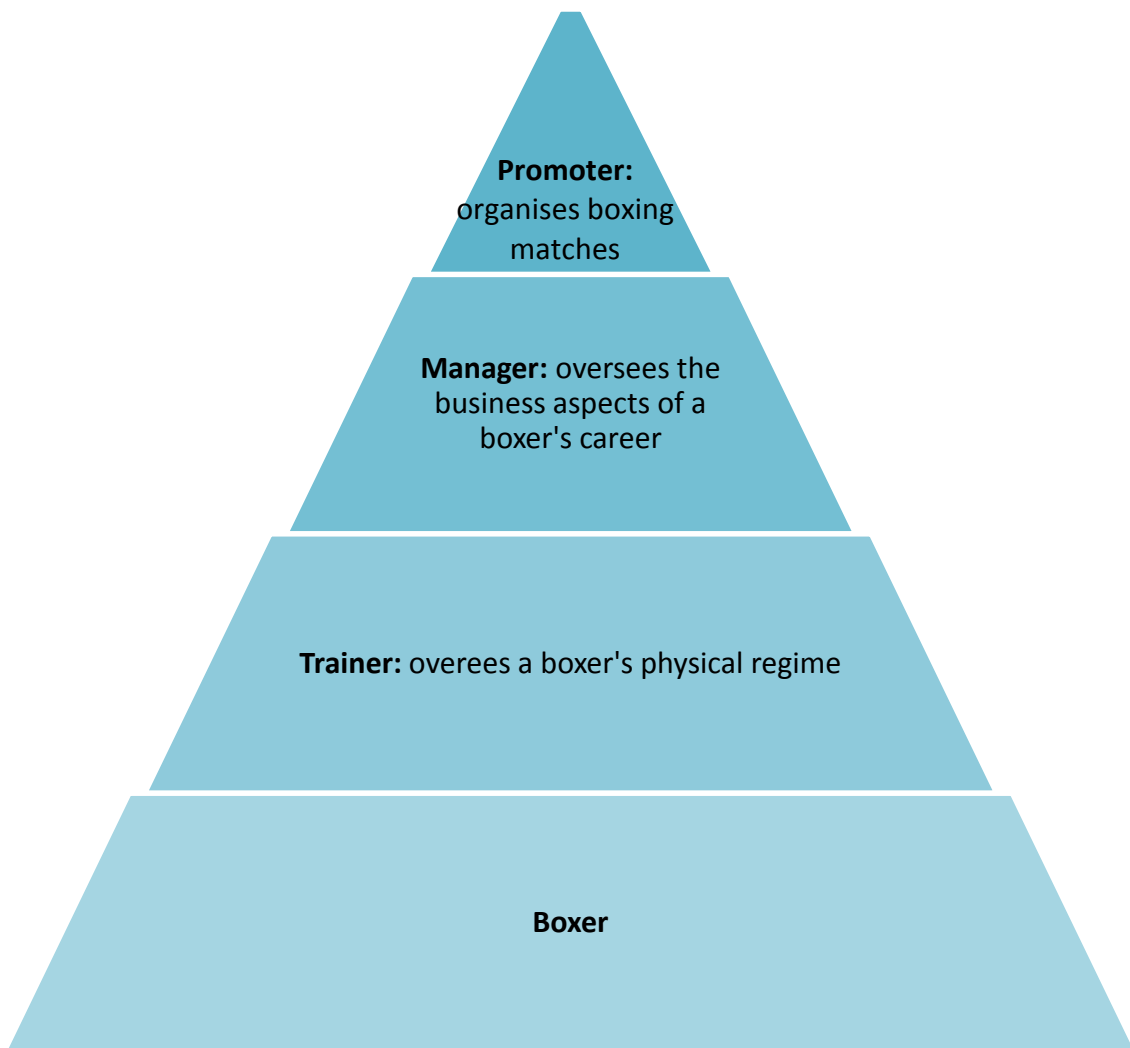 Promoter:
organises boxing
matches
Manager: oversees the
business aspects of a
boxer's career
Trainer: overees a boxer's physical regime
Boxer